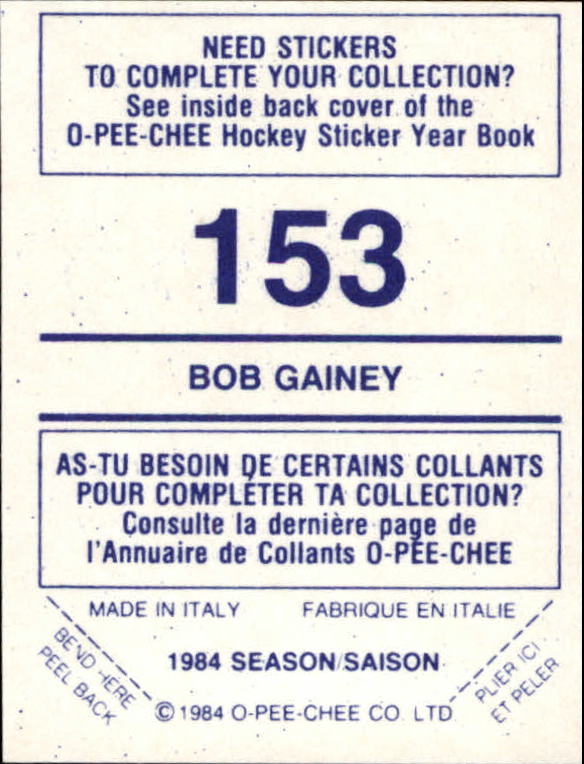 NEED STICKERS
TO COMPLETE YOUR COLLECTION?
See inside back cover of the
O-PEE-CHEE Hockey Sticker Year Book
153
BOB GAINEY
AS-TU BESOIN DE CERTAINS COLLANTS
POUR COMPLÉTER TA COLLECTION?
Consulte la dernière page de
l'Annuaire de Collants O-PEE-CHEE
MADE IN ITALY FABRIQUE EN ITALIE
BEND HERE
PEEL BACK
1984 SEASON/SAISON
PLIER ICI
ET PELER
© 1984 O-PEE-CHEE CO. LTD.